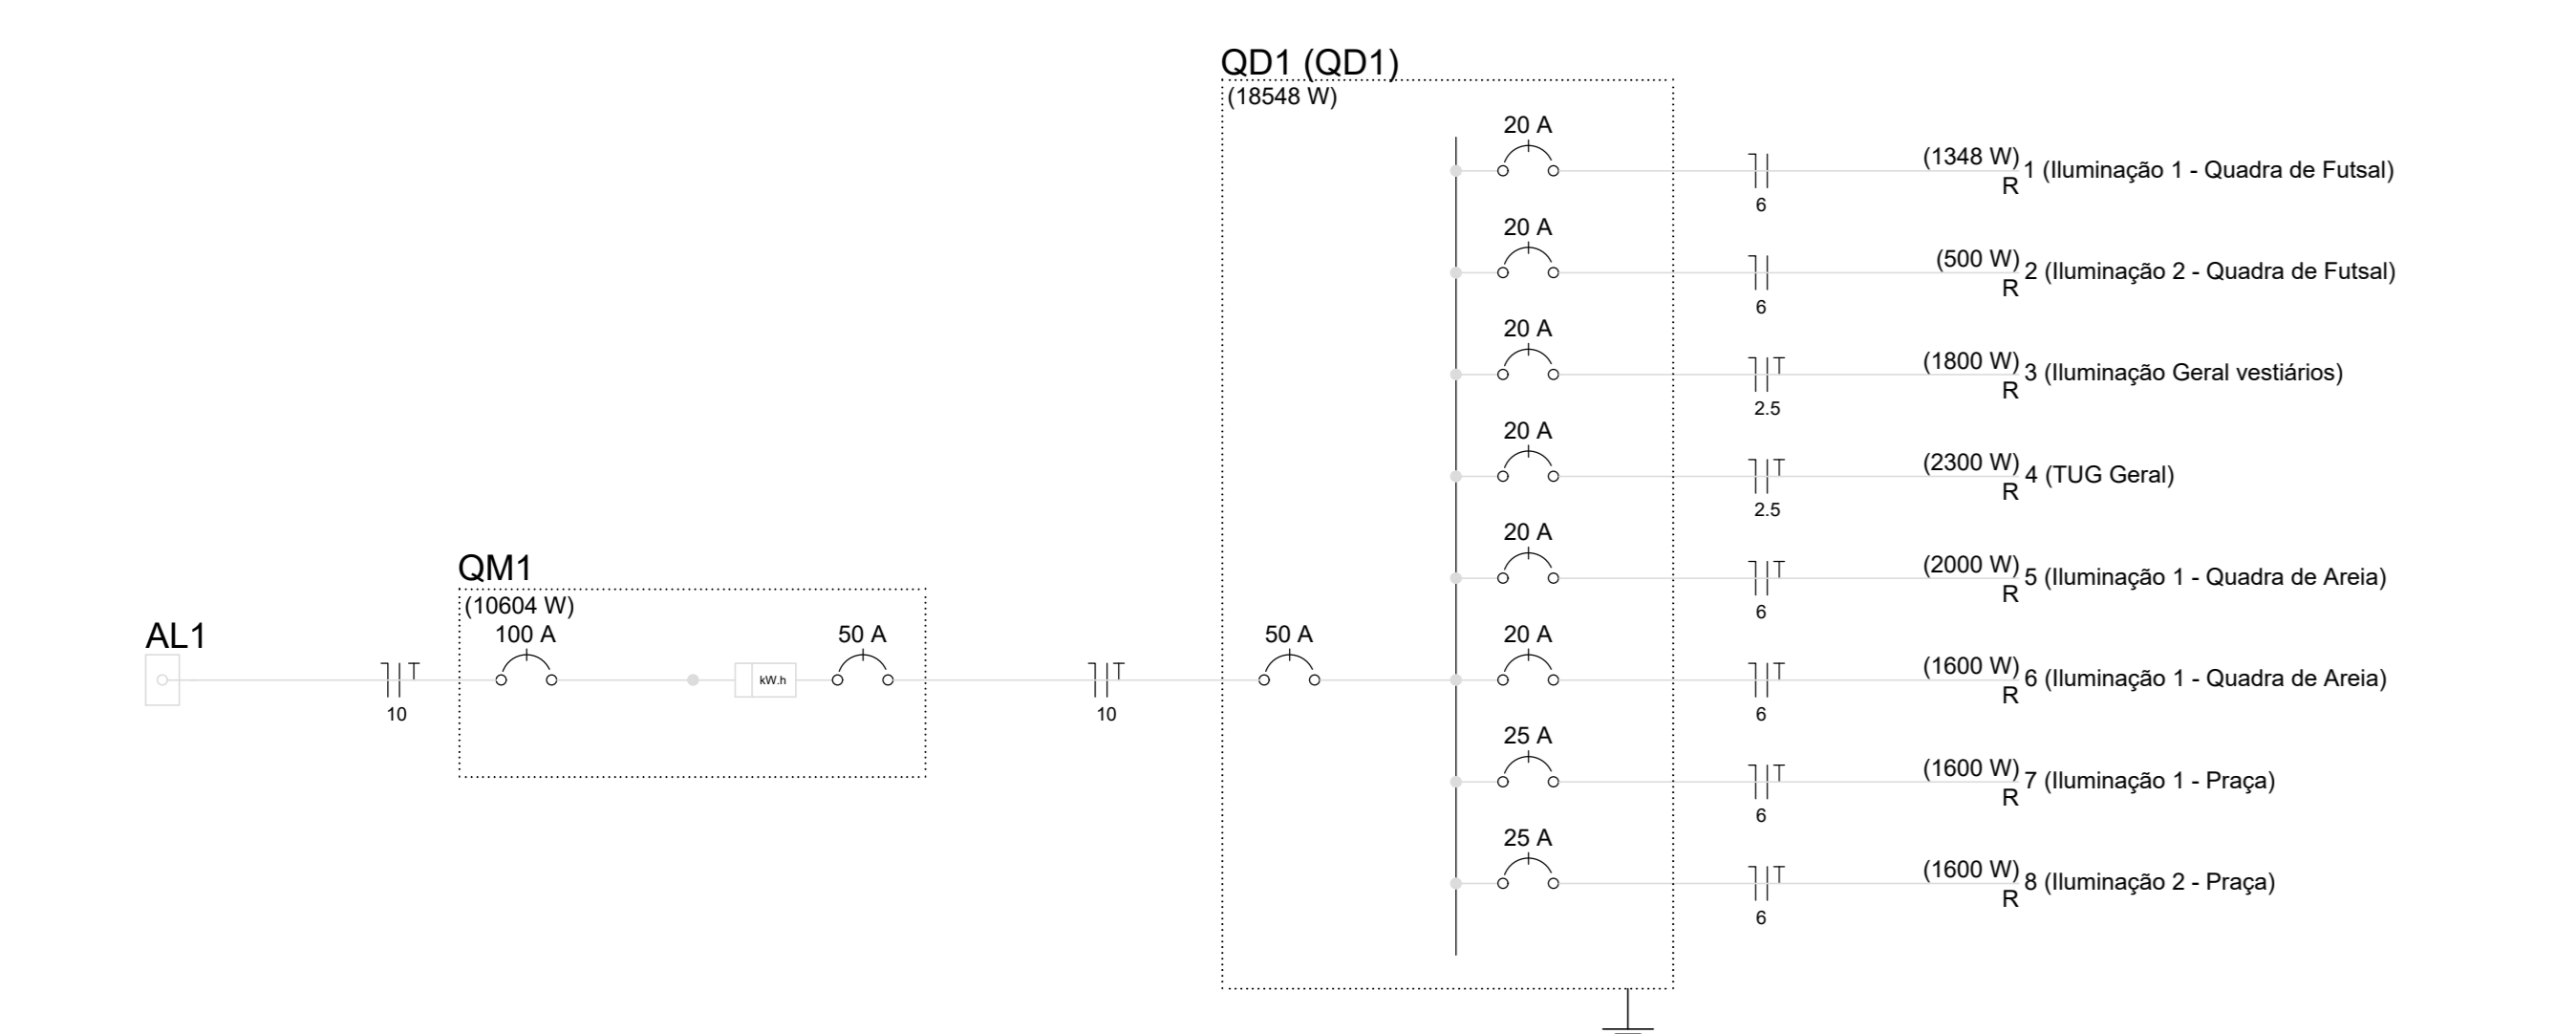 QD1 (QD1)
(18548 W)
20 A
(1348 W)
1 (Iluminação 1 - Quadra de Futsal)
R
6
20 A
(500 W)
2 (Iluminação 2 - Quadra de Futsal)
R
6
20 A
(1800 W)
3 (Iluminação Geral vestiários)
R
T
2.5
20 A
(2300 W)
4 (TUG Geral)
R
T
2.5
20 A
(2000 W)
5 (Iluminação 1 - Quadra de Areia)
R
T
6
QM1
(10604 W)
AL1
100 A
50 A
50 A
20 A
(1600 W)
6 (Iluminação 1 - Quadra de Areia)
R
T
kW.h
T
T
10
10
6
25 A
(1600 W)
7 (Iluminação 1 - Praça)
R
T
6
25 A
(1600 W)
8 (Iluminação 2 - Praça)
R
T
6